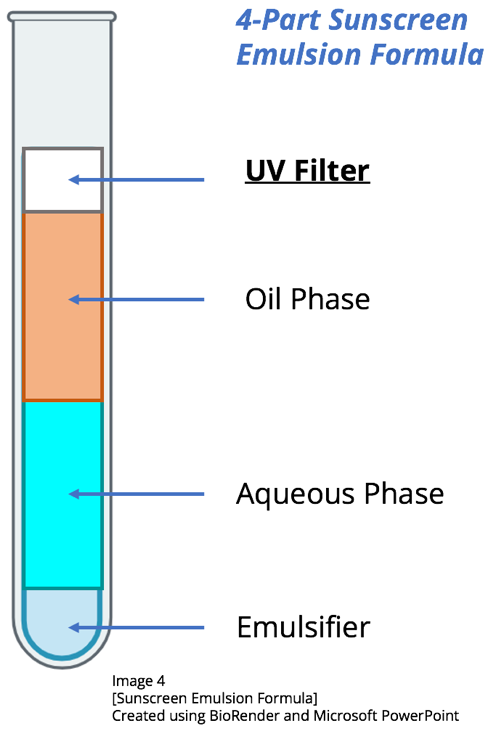 4-Part Sunscreen
Emulsion Formula
UV Filter
Oil Phase
Aqueous Phase
Emulsifier
Image 4
[Sunscreen Emulsion Formula]
Created using BioRender and Microsoft PowerPoint